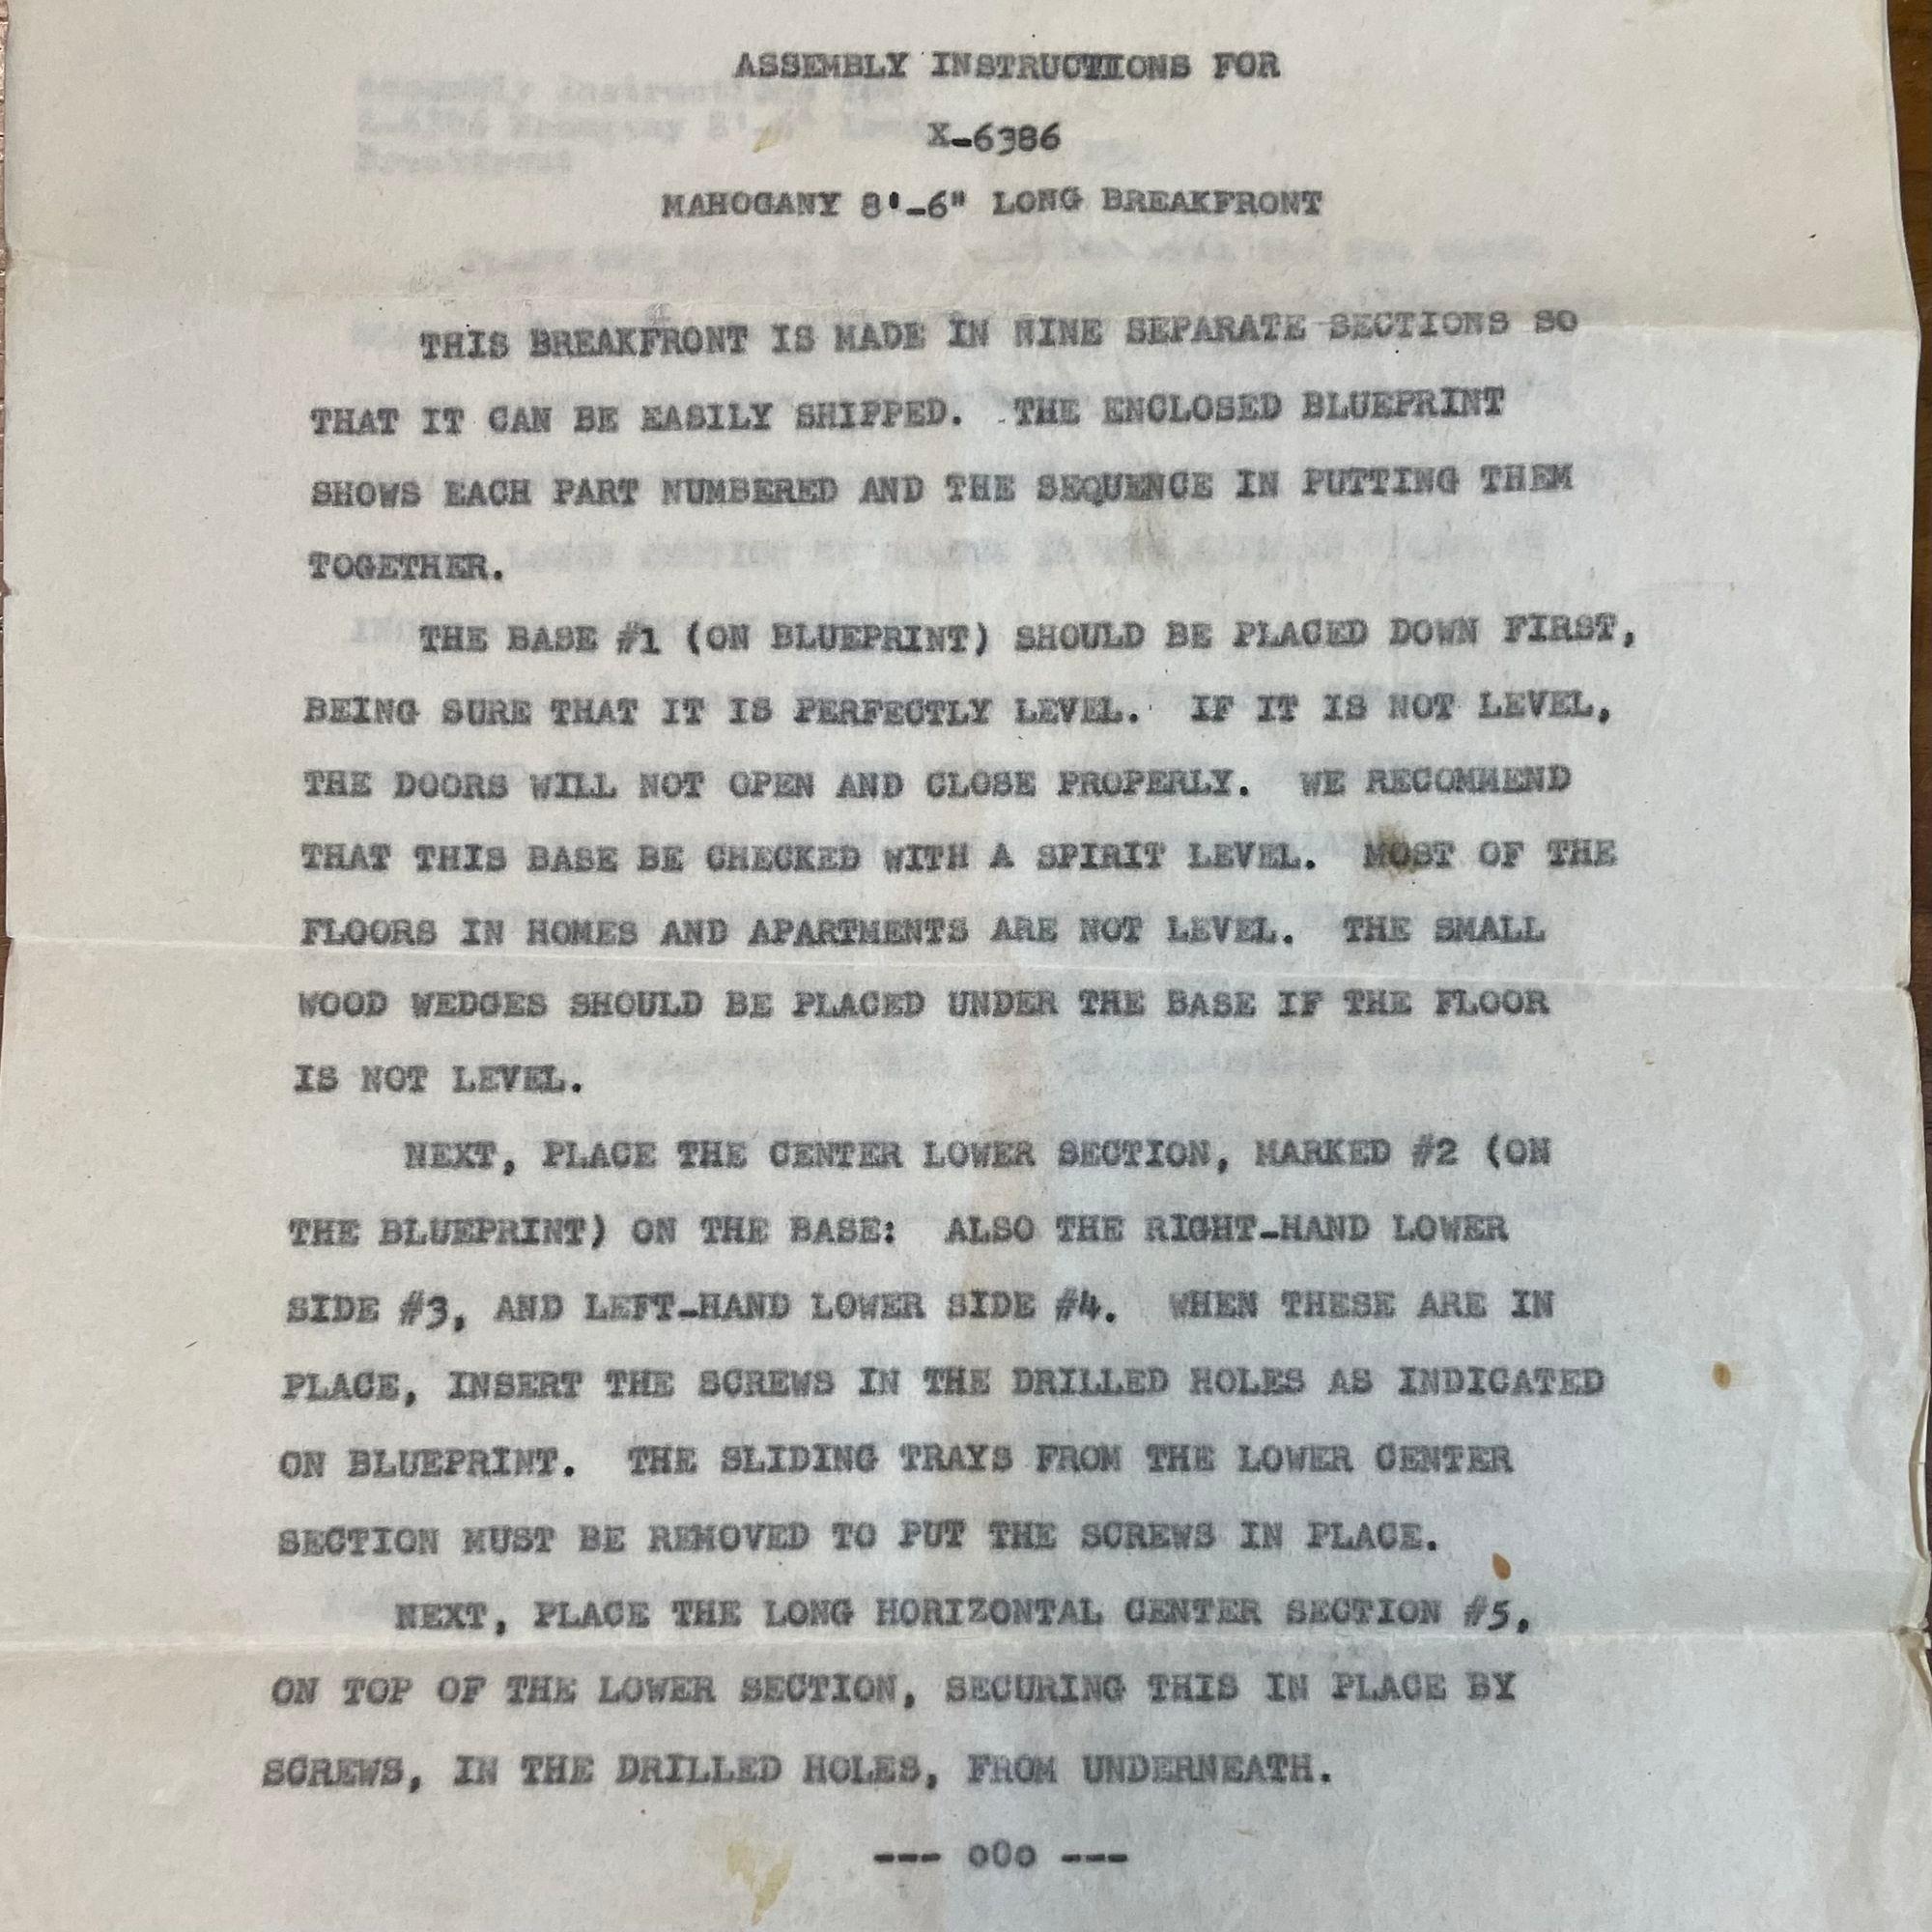 ASSEMBLY INSTRUCTIONS FOR
X-6386
MAHOGANY 8'-6" LONG BREAKFRONT
THIS BREAKFRONT IS MADE IN NINE SEPARATE SECTIONS SO
THAT IT CAN BE EASILY SHIPPED. THE ENCLOSED BLUEPRINT
SHOWS EACH PART NUMBERED AND THE SEQUENCE IN PUTTING THEM
TOGETHER.
THE BASE #1 (ON BLUEPRINT) SHOULD BE PLACED DOWN FIRST,
BEING SURE THAT IT IS PERFECTLY LEVEL. IF IT IS NOT LEVEL,
THE DOORS WILL NOT OPEN AND CLOSE PROPERLY. WE RECOMMEND
THAT THIS BASE BE CHECKED WITH A SPIRIT LEVEL. MOST OF THE
FLOORS IN HOMES AND APARTMENTS ARE NOT LEVEL. THE SMALL
WOOD WEDGES SHOULD BE PLACED UNDER THE BASE IF THE FLOOR
IS NOT LEVEL.
NEXT, PLACE THE CENTER LOWER SECTION, MARKED #2 (ON
THE BLUEPRINT) ON THE BASE: ALSO THE RIGHT-HAND LOWER
SIDE #3, AND LEFT-HAND LOWER SIDE #4. WHEN THESE ARE IN
PLACE, INSERT THE SCREWS IN THE DRILLED HOLES AS INDICATED
ON BLUEPRINT. THE SLIDING TRAYS FROM THE LOWER CENTER
SECTION MUST BE REMOVED TO PUT THE SCREWS IN PLACE.
NEXT, PLACE THE LONG HORIZONTAL CENTER SECTION #5,
ON TOP OF THE LOWER SECTION, SECURING THIS IN PLACE BY
SCREWS, IN THE DRILLED HOLES, FROM UNDERNEATH.
--- oOo ---